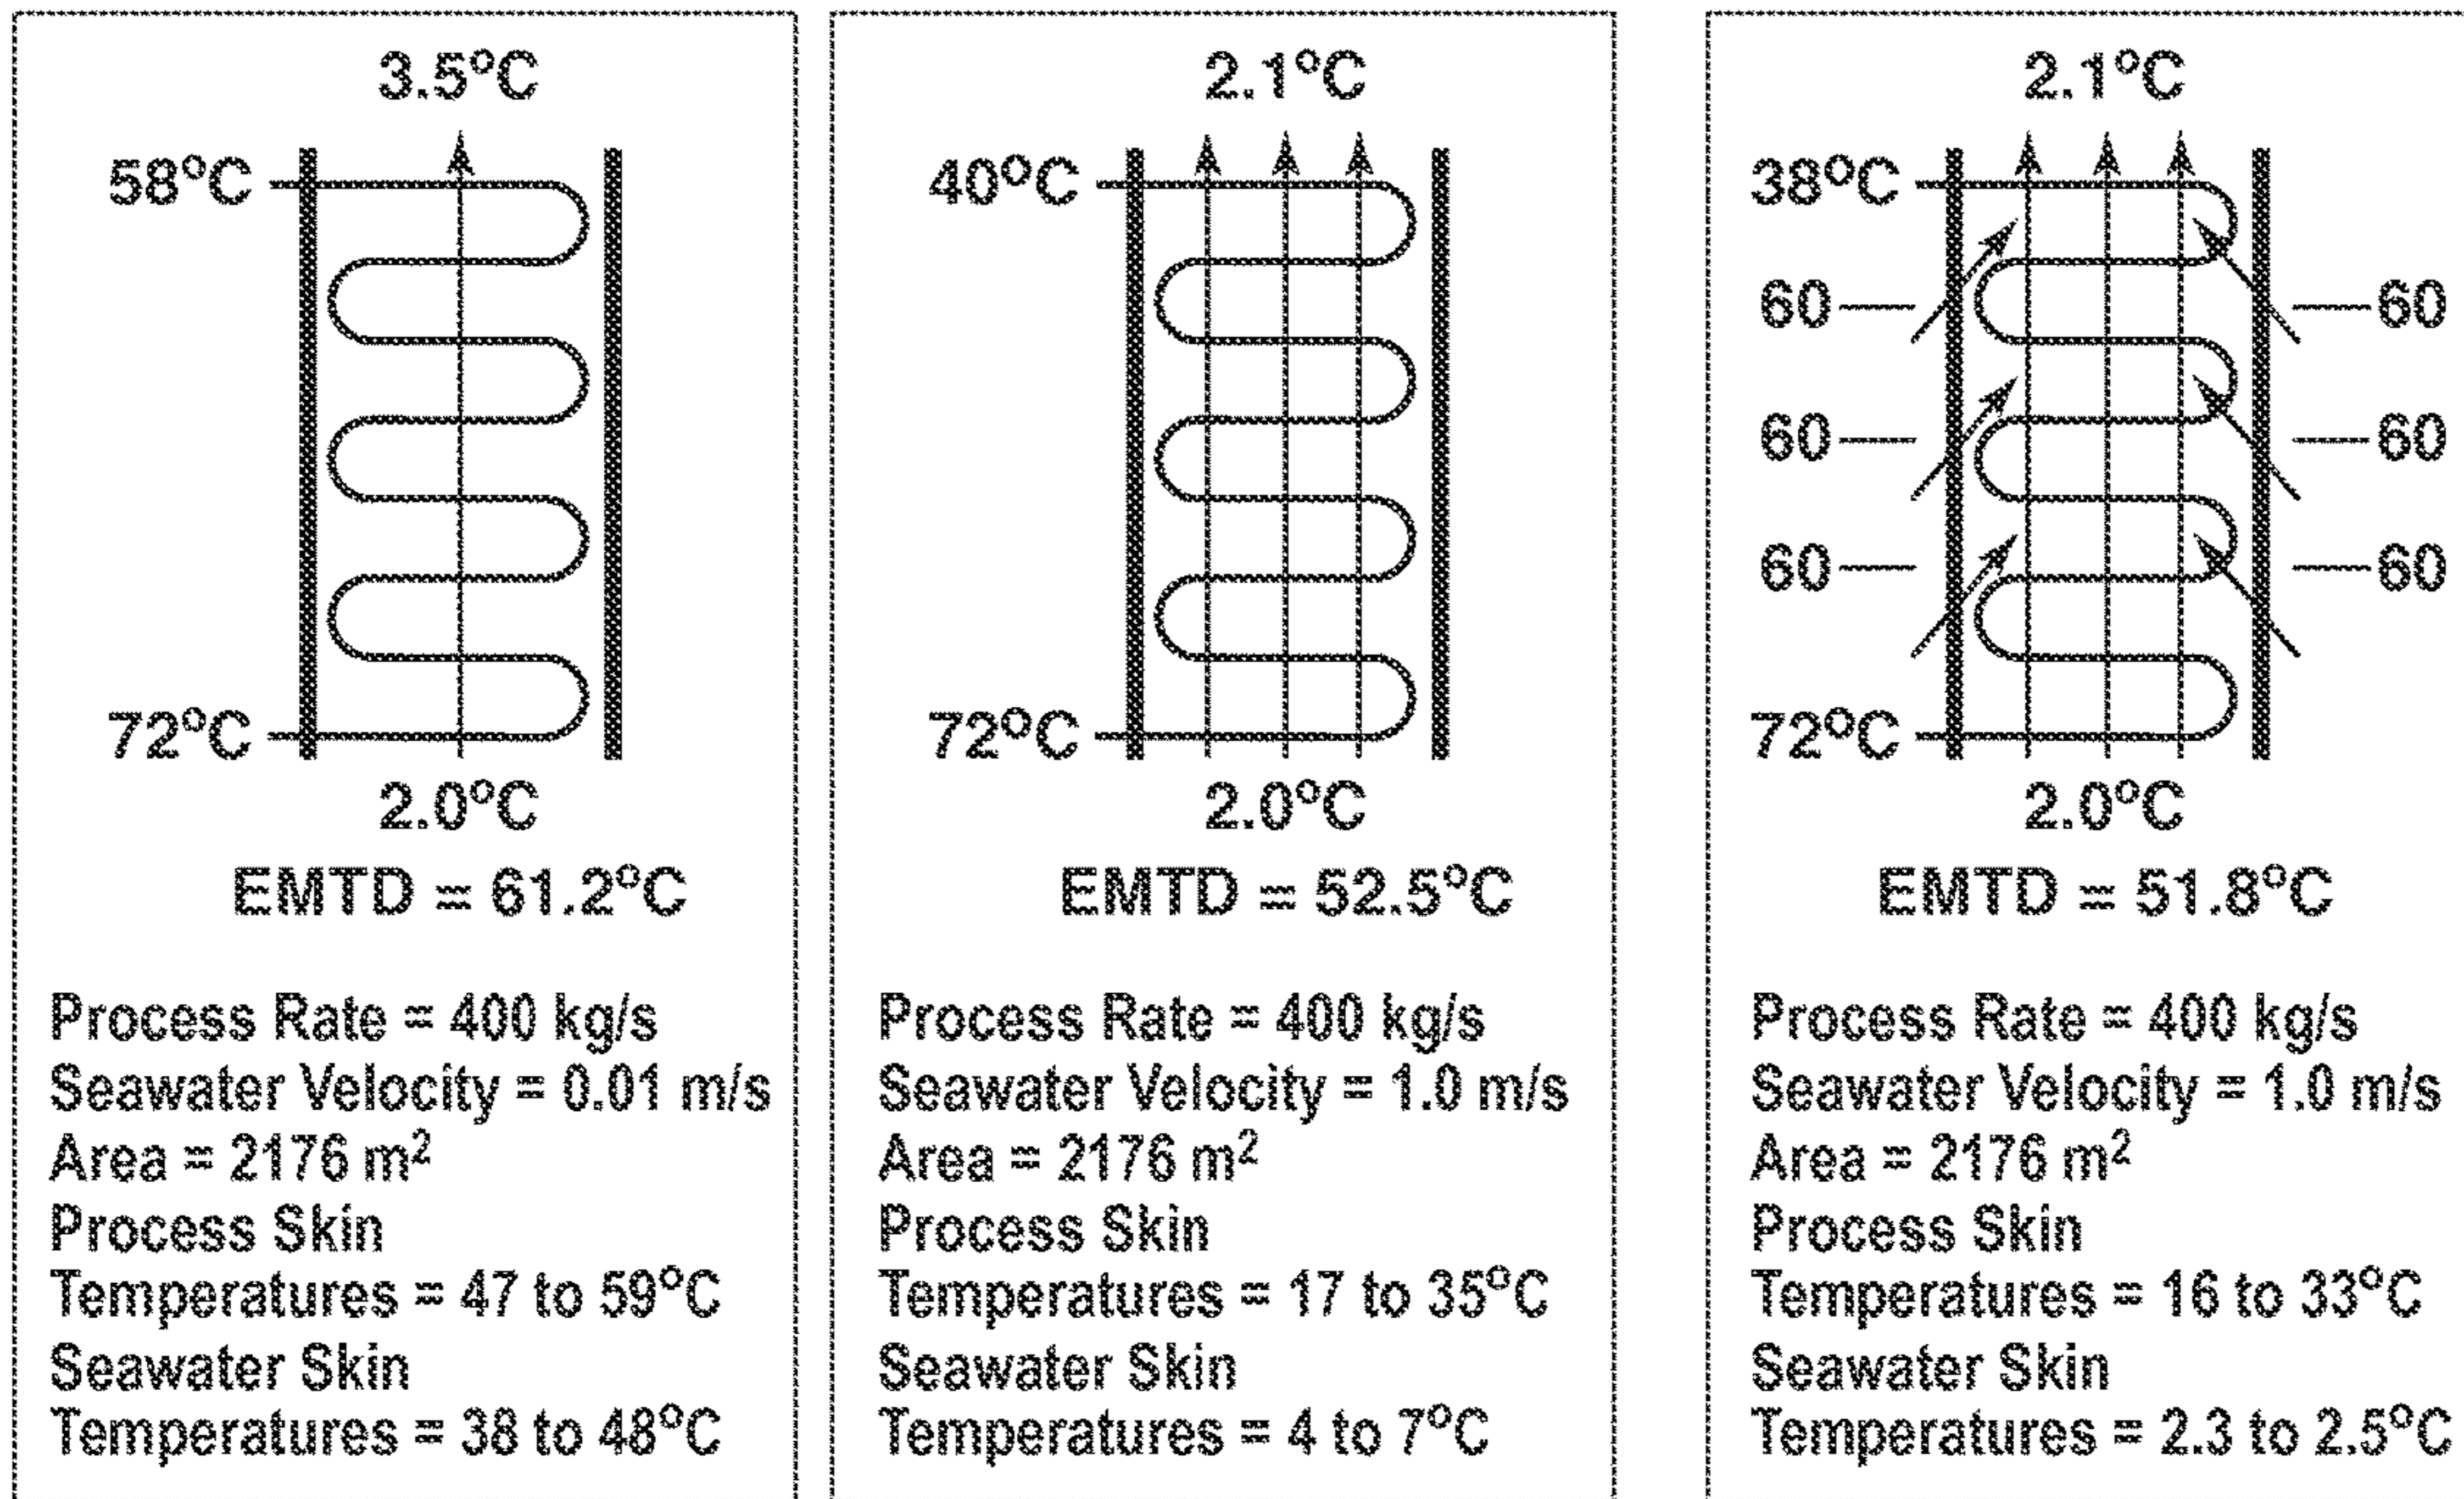 3.5°C
58°C
72°C
2.0°C
EMTD = 61.2°C
Process Rate = 400 kg/s
Seawater Velocity = 0.01 m/s
Area = 2176 m²
Process Skin
Temperatures = 47 to 59°C
Seawater Skin
Temperatures = 38 to 48°C
2.1°C
40°C
72°C
2.0°C
EMTD = 52.5°C
Process Rate = 400 kg/s
Seawater Velocity = 1.0 m/s
Area = 2176 m²
Process Skin
Temperatures = 17 to 35°C
Seawater Skin
Temperatures = 4 to 7°C
2.1°C
38°C
60 60
60 60
60 60
72°C
2.0°C
EMTD = 51.8°C
Process Rate = 400 kg/s
Seawater Velocity = 1.0 m/s
Area = 2176 m²
Process Skin
Temperatures = 16 to 33°C
Seawater Skin
Temperatures = 2.3 to 2.5°C